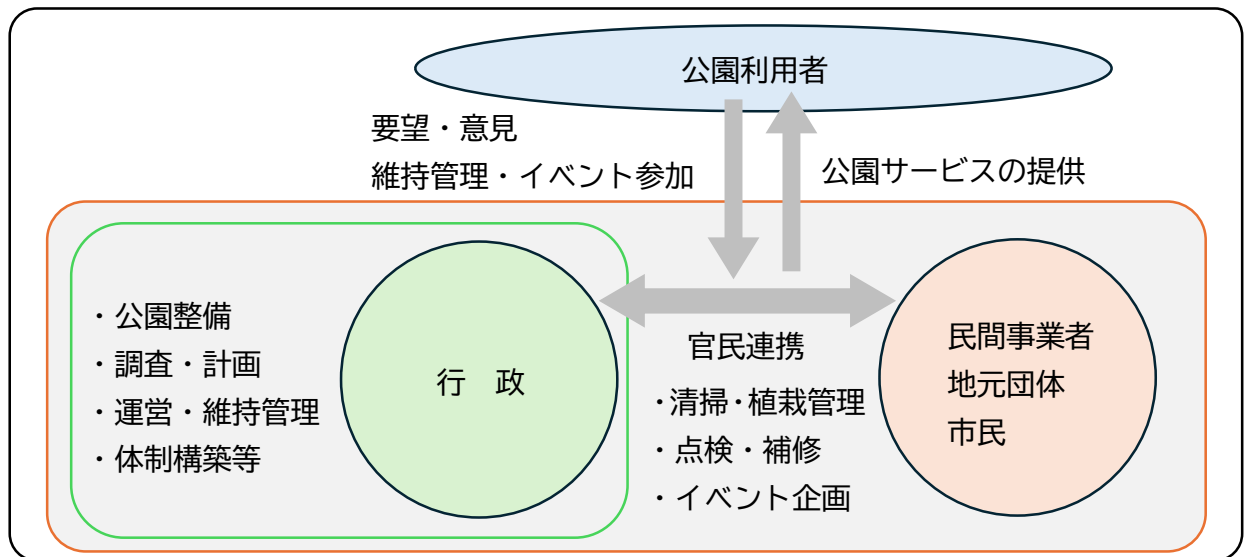 公園利用者
要望・意見
維持管理・イベント参加
公園サービスの提供
・公園整備
・調査・計画
・運営・維持管理
・体制構築等
行　政
官民連携
・清掃・植栽管理
・点検・補修
・イベント企画
民間事業者
地元団体
市民